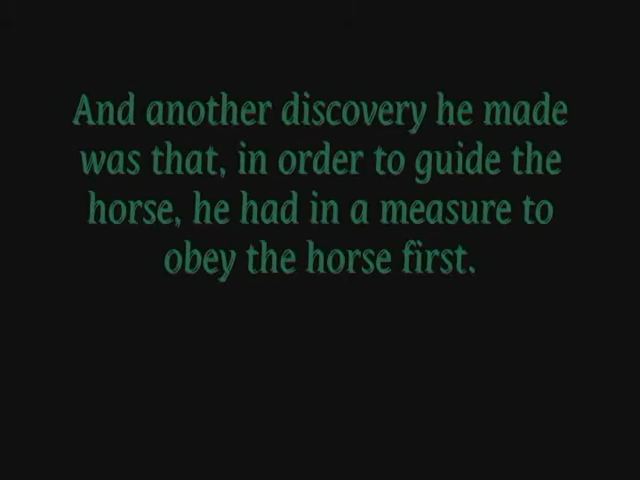 And another discovery he made
was that, in order to guide the
horse, he had in a measure to
obey the horse first.